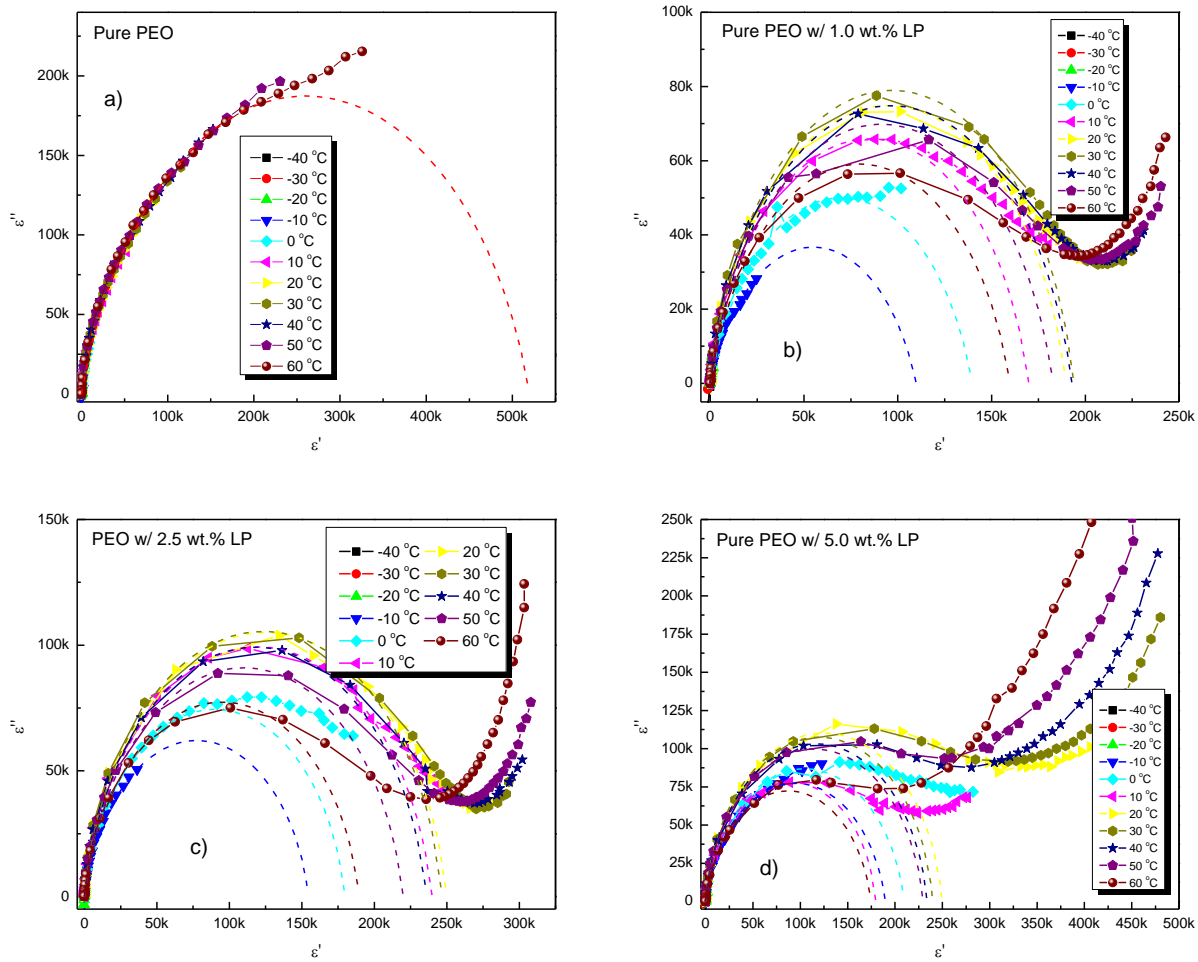 Pure PEO
a)
200k
150k
100k
50k
0
ε''
-40 °C
-30 °C
-20 °C
-10 °C
0 °C
10 °C
20 °C
30 °C
40 °C
50 °C
60 °C
0 100k 200k 300k 400k 500k
ε'
Pure PEO w/ 1.0 wt.% LP
b)
100k
80k
60k
40k
20k
0
ε''
-40 °C
-30 °C
-20 °C
-10 °C
0 °C
10 °C
20 °C
30 °C
40 °C
50 °C
60 °C
0 50k 100k 150k 200k 250k
ε'
PEO w/ 2.5 wt.% LP
c)
150k
100k
50k
0
ε''
-40 °C 20 °C
-30 °C 30 °C
-20 °C 40 °C
-10 °C 50 °C
0 °C 60 °C
10 °C
0 50k 100k 150k 200k 250k 300k
ε'
Pure PEO w/ 5.0 wt.% LP
d)
250k
225k
200k
175k
150k
125k
100k
75k
50k
25k
0
ε''
-40 °C
-30 °C
-20 °C
-10 °C
0 °C
10 °C
20 °C
30 °C
40 °C
50 °C
60 °C
0 50k 100k 150k 200k 250k 300k 350k 400k 450k 500k
ε'